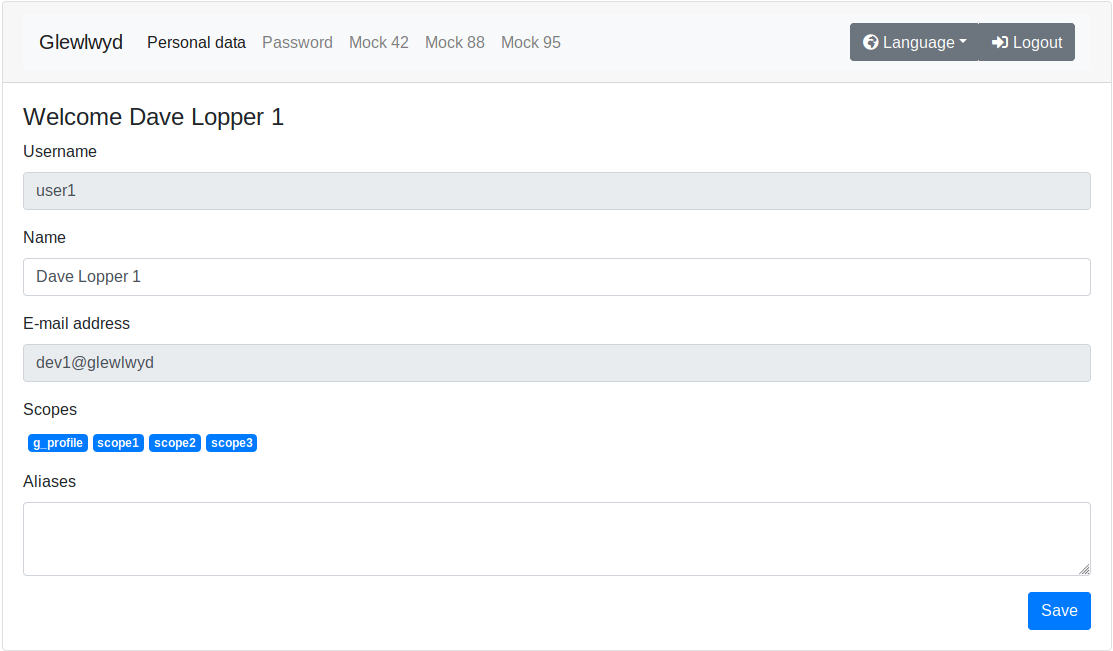 Glewlwyd Personal data Password Mock 42 Mock 88 Mock 95 Language Logout
Welcome Dave Lopper 1
Username
user1
Name
Dave Lopper 1
E-mail address
dev1@glewlwyd
Scopes
g_profile scope1 scope2 scope3
Aliases
Save